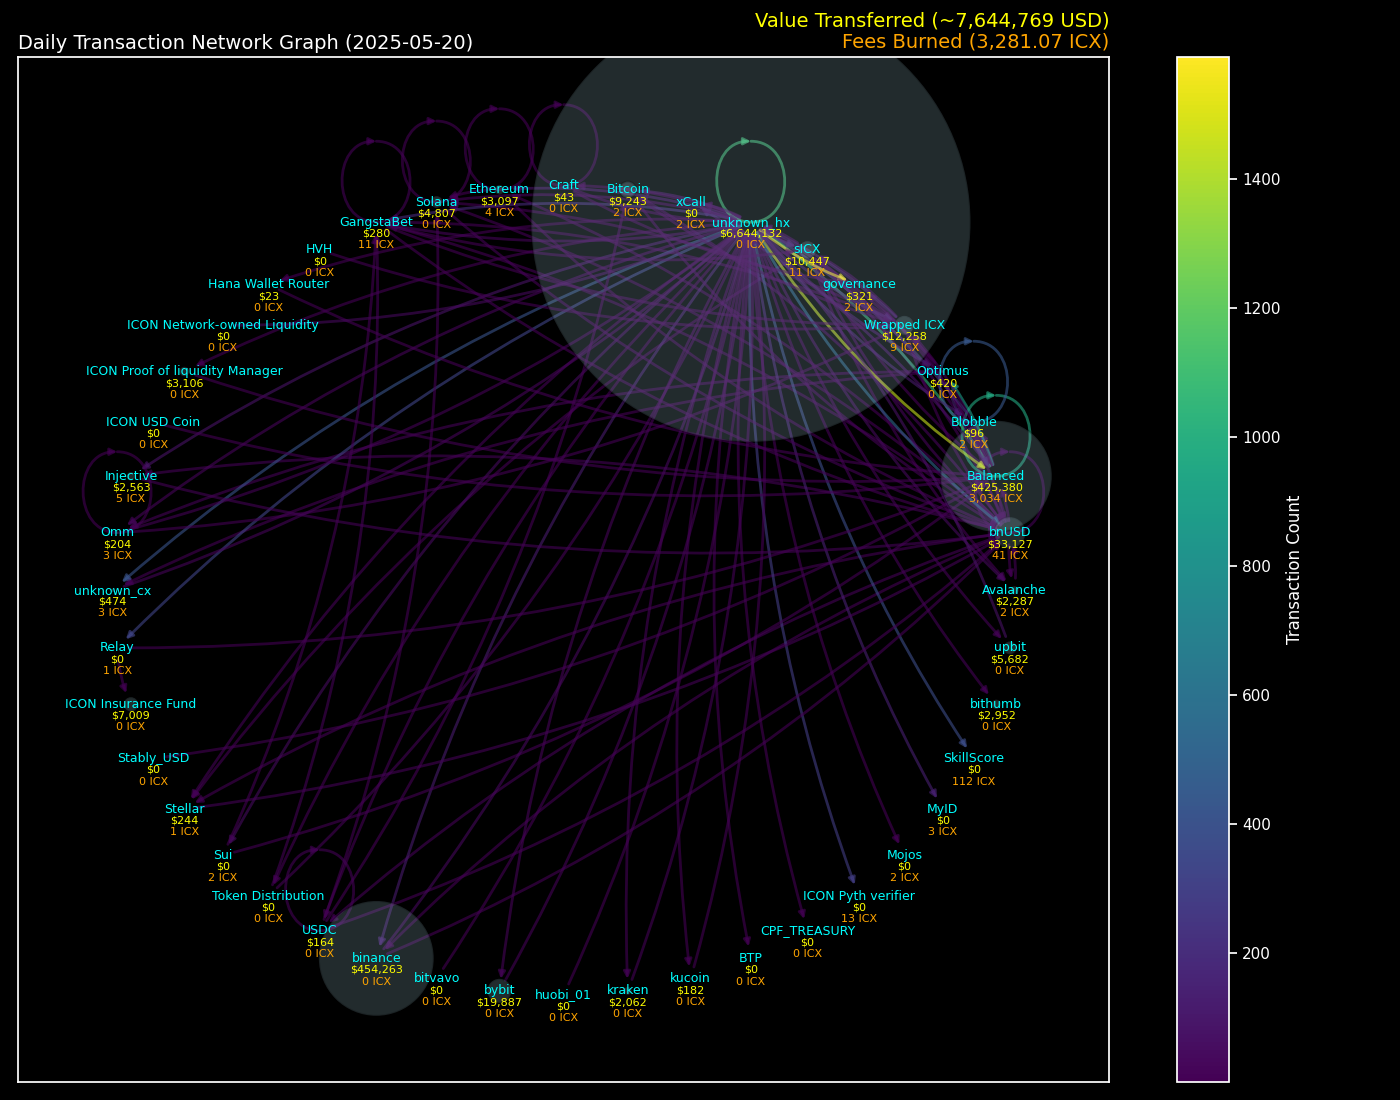 Value Transferred (~7,644,769 USD)
Daily Transaction Network Graph (2025-05-20)
Fees Burned (3,281.07 ICX)
Craft
$43
0 ICX
Ethereum
$3,097
4 ICX
Bitcoin
$9,243
2 ICX
Solana
$4,807
0 ICX
xCall
$0
2 ICX
GangstaBet
$280
11 ICX
unknown_hx
$6,644,132
0 ICX
HVH
$0
0 ICX
sICX
$10,447
11 ICX
Hana Wallet Router
$23
0 ICX
governance
$321
2 ICX
ICON Network-owned Liquidity
$0
0 ICX
Wrapped ICX
$12,258
9 ICX
ICON Proof of liquidity Manager
$3,106
0 ICX
Optimus
$420
0 ICX
ICON USD Coin
$0
0 ICX
Blobble
$96
2 ICX
Injective
$2,563
5 ICX
Balanced
$425,380
3,034 ICX
Omm
$204
3 ICX
bnUSD
$33,127
41 ICX
unknown_cx
$474
3 ICX
Avalanche
$2,287
2 ICX
Relay
$0
1 ICX
upbit
$5,682
0 ICX
ICON Insurance Fund
$7,009
0 ICX
bithumb
$2,952
0 ICX
Stably_USD
$0
0 ICX
SkillScore
$0
112 ICX
Stellar
$244
1 ICX
MyID
$0
3 ICX
Sui
$0
2 ICX
Mojos
$0
2 ICX
Token Distribution
$0
0 ICX
ICON Pyth verifier
$0
13 ICX
USDC
$164
0 ICX
CPF_TREASURY
$0
0 ICX
binance
$454,263
0 ICX
BTP
$0
0 ICX
bitvavo
$0
0 ICX
kucoin
$182
0 ICX
bybit
$19,887
0 ICX
kraken
$2,062
0 ICX
huobi_01
$0
0 ICX
1400
1200
1000
800
600
400
200
Transaction Count